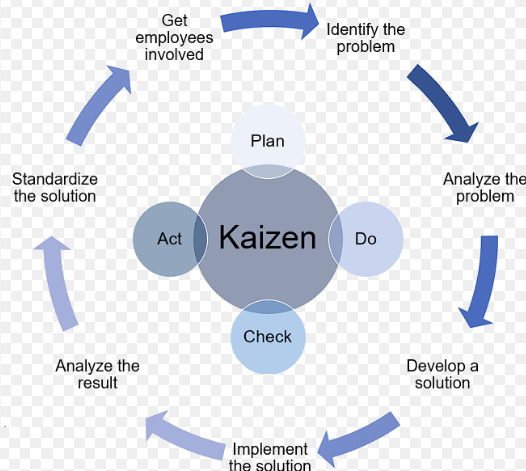 Get
employees
involved
Identify the
problem
Analyze the
problem
Develop a
solution
Implement
the solution
Analyze the
result
Standardize
the solution
Plan
Do
Check
Act
Kaizen